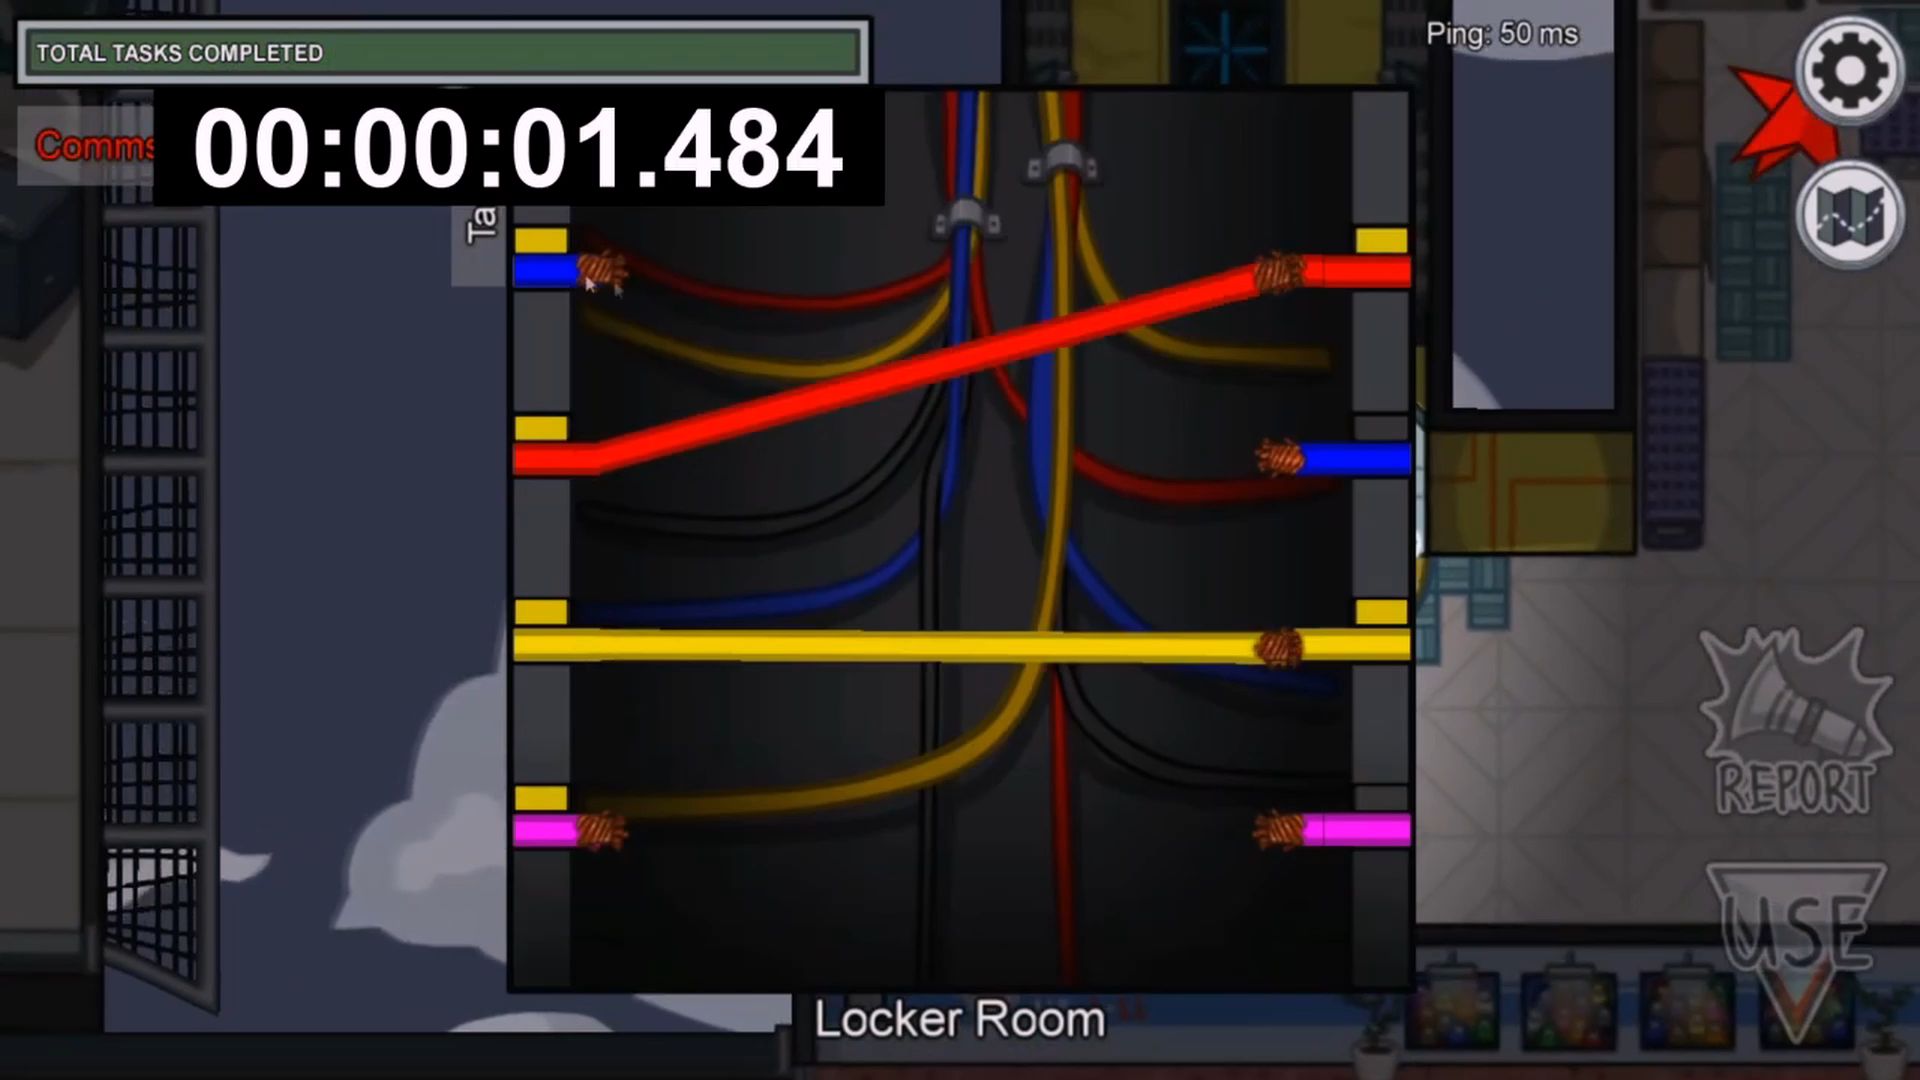 TOTAL TASKS COMPLETED
Ping: 50 ms
Comms
00:00:01.484
Ta
REPORT
USE
Locker Room